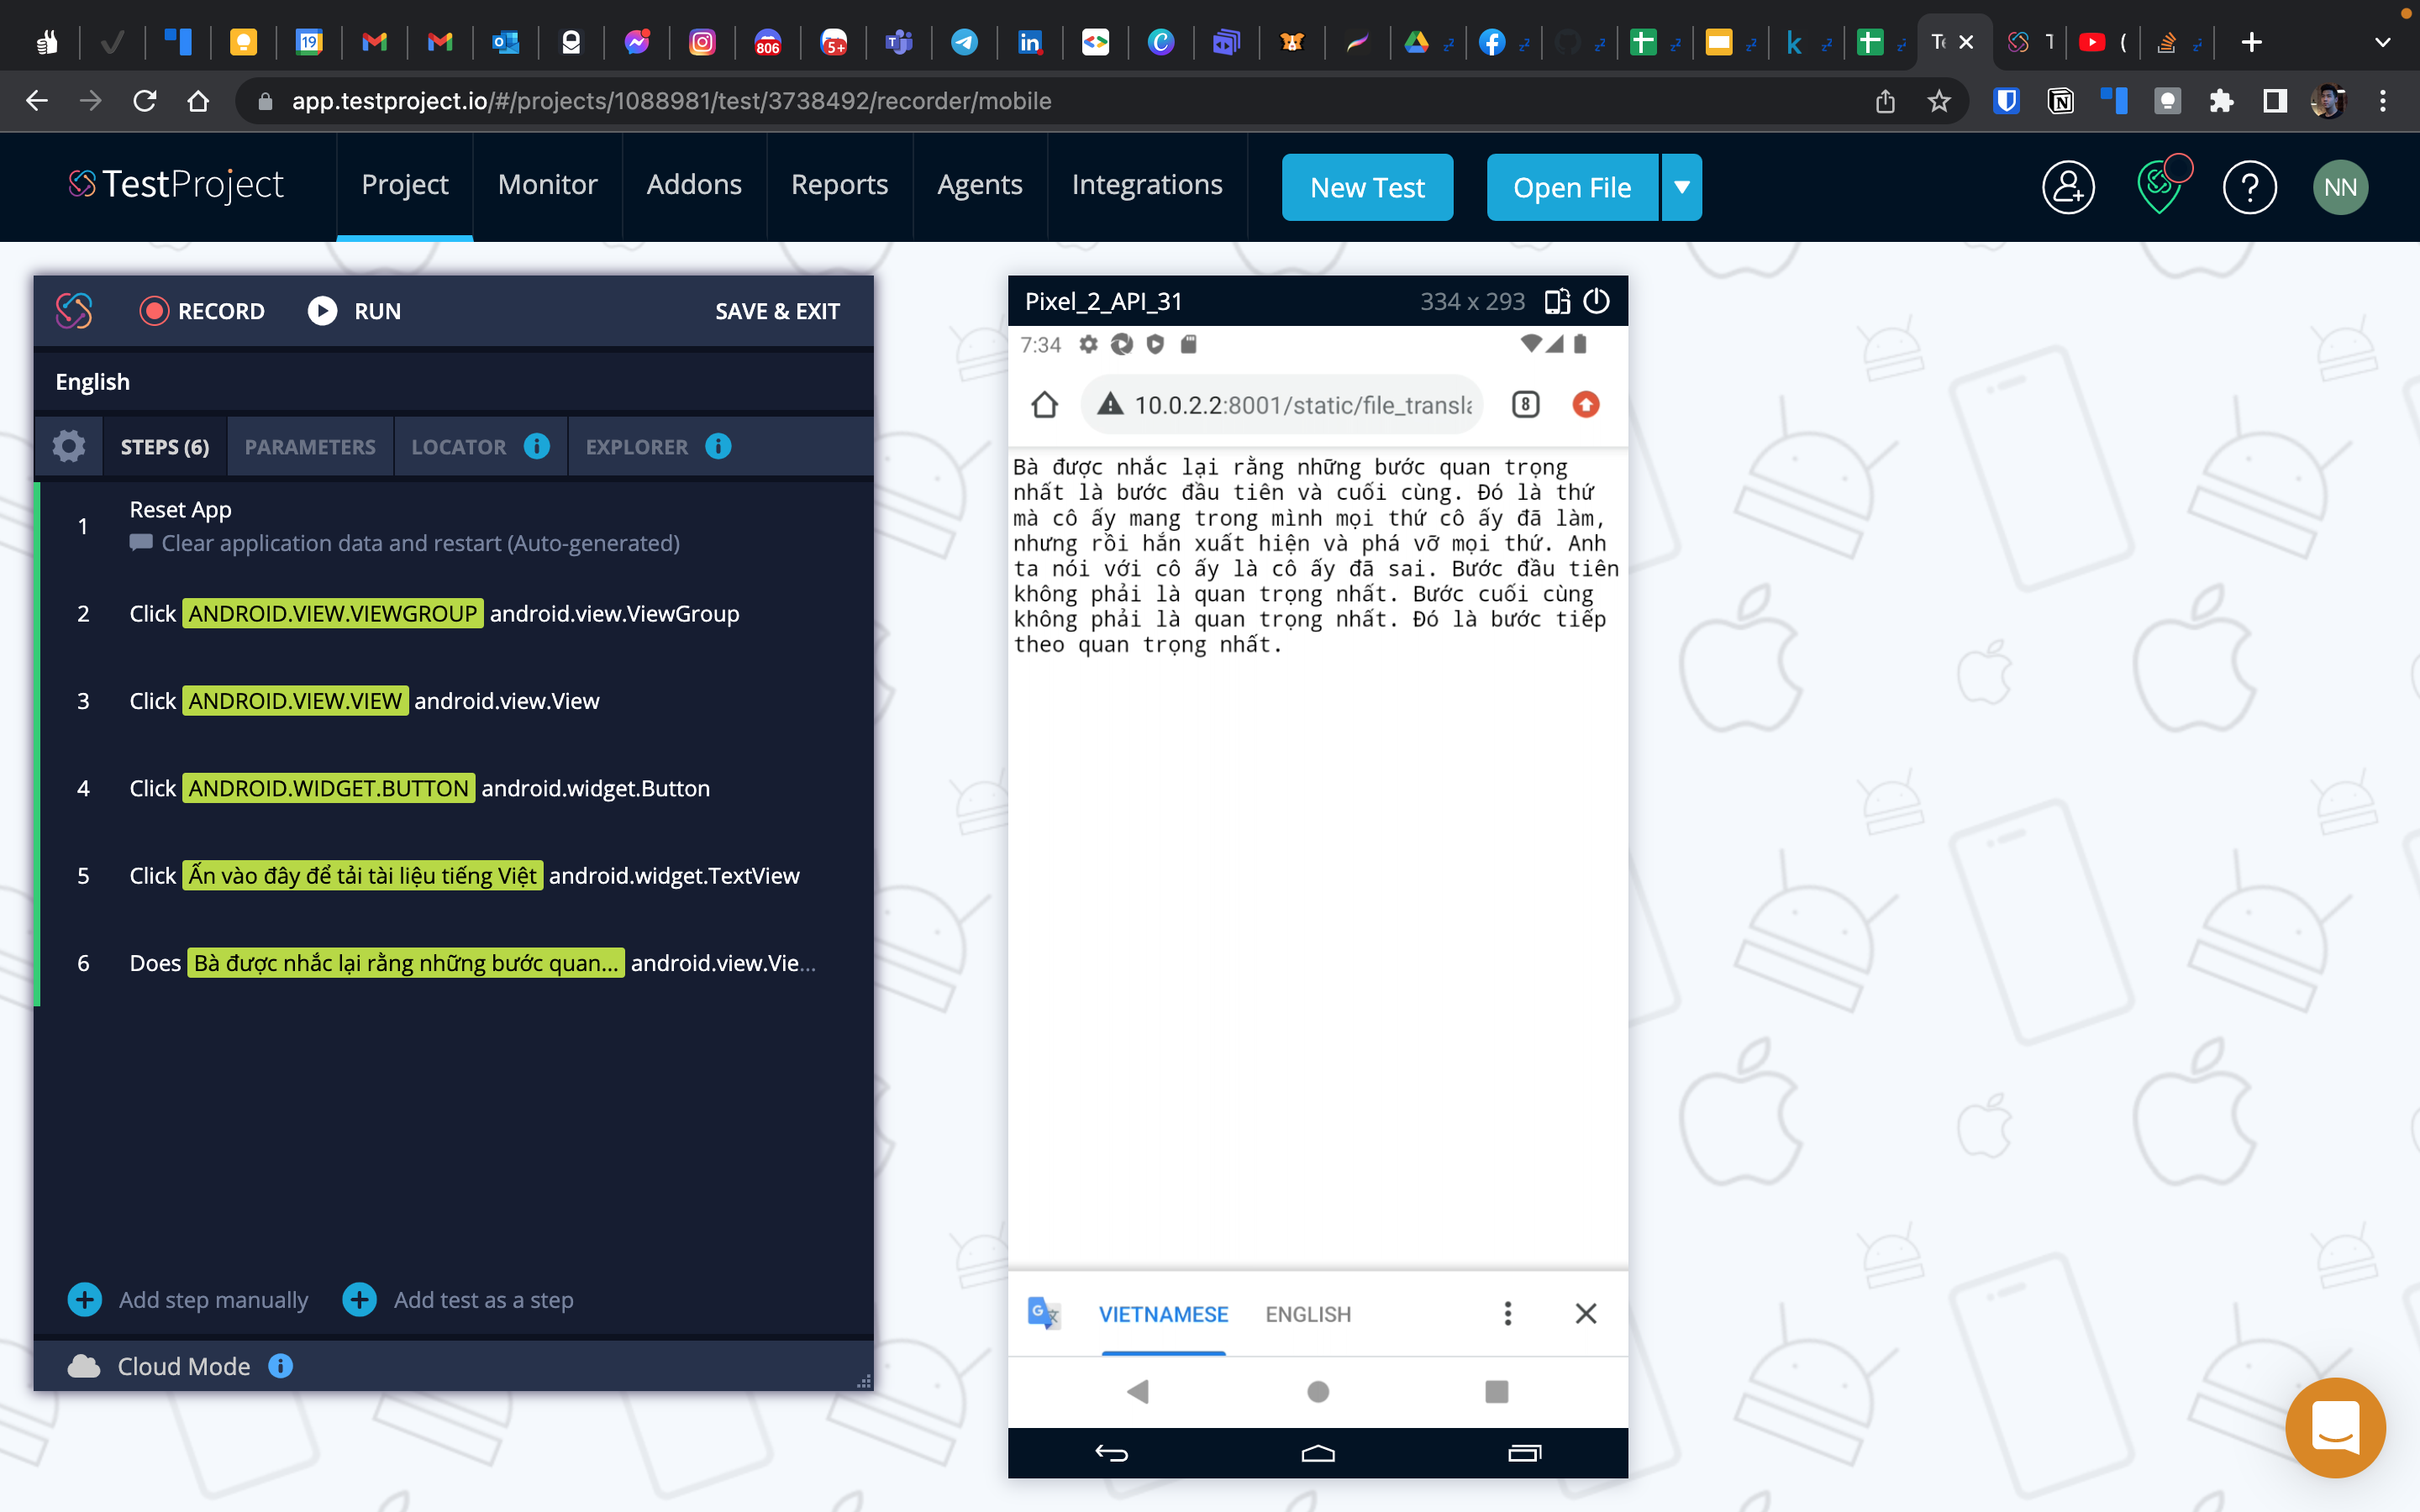 19
806
5+
Te
T
(
app.testproject.io/#/projects/1088981/test/3738492/recorder/mobile
TestProject
Project
Monitor
Addons
Reports
Agents
Integrations
New Test
Open File
NN
RECORD
RUN
SAVE & EXIT
English
STEPS (6)
PARAMETERS
LOCATOR
EXPLORER
1
Reset App
Clear application data and restart (Auto-generated)
2 Click ANDROID.VIEW.VIEWGROUP android.view.ViewGroup
3 Click ANDROID.VIEW.VIEW android.view.View
4 Click ANDROID.WIDGET.BUTTON android.widget.Button
5 Click Ấn vào đây để tải tài liệu tiếng Việt android.widget.TextView
6 Does Bà được nhắc lại rằng những bước quan... android.view.Vie...
Add step manually
Add test as a step
Cloud Mode
Pixel_2_API_31
334 x 293
7:34
10.0.2.2:8001/static/file_transla
8
Bà được nhắc lại rằng những bước quan trọng
nhất là bước đầu tiên và cuối cùng. Đó là thứ
mà cô ấy mang trong mình mọi thứ cô ấy đã làm,
nhưng rồi hắn xuất hiện và phá vỡ mọi thứ. Anh
ta nói với cô ấy là cô ấy đã sai. Bước đầu tiên
không phải là quan trọng nhất. Bước cuối cùng
không phải là quan trọng nhất. Đó là bước tiếp
theo quan trọng nhất.
VIETNAMESE
ENGLISH